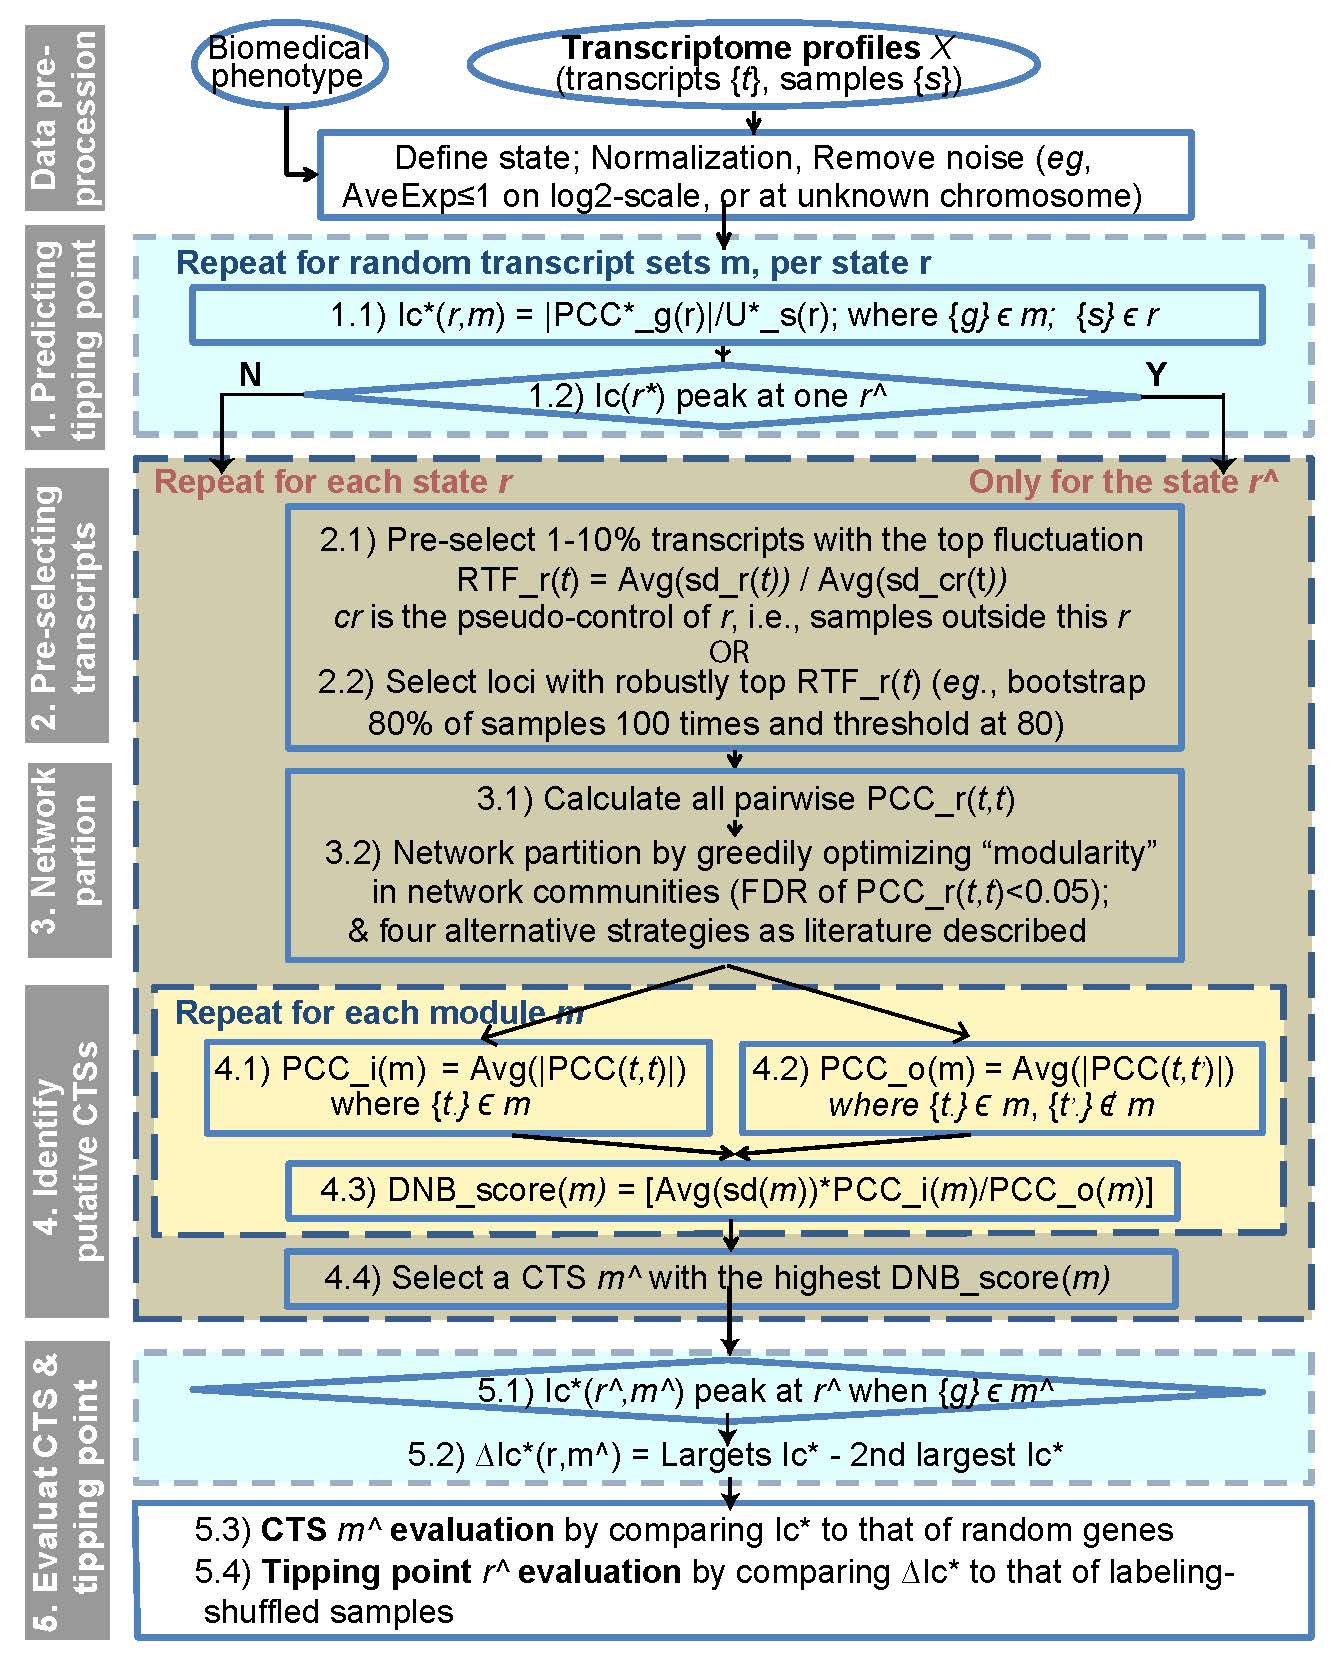 Data pre-
procession
Biomedical
phenotype
Transcriptome profiles X
(transcripts {t}, samples {s})
Define state; Normalization, Remove noise (eg,
AveExp≤1 on log2-scale, or at unknown chromosome)
1. Predicting
tipping point
Repeat for random transcript sets m, per state r
1.1) Ic*(r,m) = |PCC*_g(r)|/U*_s(r); where {g} ϵ m; {s} ϵ r
N
Y
1.2) Ic(r*) peak at one r^
2. Pre-selecting
transcripts
Repeat for each state r
Only for the state r^
2.1) Pre-select 1-10% transcripts with the top fluctuation
RTF_r(t) = Avg(sd_r(t)) / Avg(sd_cr(t))
cr is the pseudo-control of r, i.e., samples outside this r
OR
2.2) Select loci with robustly top RTF_r(t) (eg., bootstrap
80% of samples 100 times and threshold at 80)
3. Network
partion
3.1) Calculate all pairwise PCC_r(t,t)
3.2) Network partition by greedily optimizing “modularity”
in network communities (FDR of PCC_r(t,t)<0.05);
& four alternative strategies as literature described
4. Identify
putative CTSs
Repeat for each module m
4.1) PCC_i(m) = Avg(|PCC(t,t)|)
where {t.} ϵ m
4.2) PCC_o(m) = Avg(|PCC(t,t’)|)
where {t.} ϵ m, {t’.} ∉ m
4.3) DNB_score(m) = [Avg(sd(m))*PCC_i(m)/PCC_o(m)]
4.4) Select a CTS m^ with the highest DNB_score(m)
5. Evaluat CTS &
tipping point
5.1) Ic*(r^,m^) peak at r^ when {g} ϵ m^
5.2) ∆Ic*(r,m^) = Largets Ic* - 2nd largest Ic*
5.3) CTS m^ evaluation by comparing Ic* to that of random genes
5.4) Tipping point r^ evaluation by comparing ∆Ic* to that of labeling-
shuffled samples